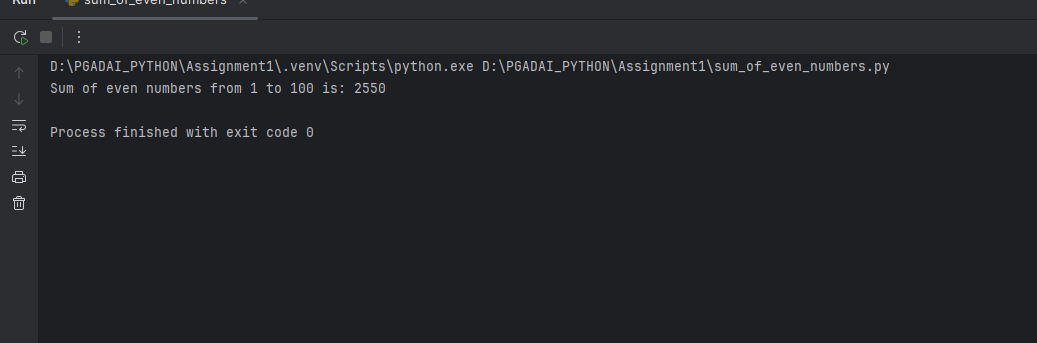 Run sum_of_even_numbers
D:\PGADAI_PYTHON\Assignment1\.venv\Scripts\python.exe D:\PGADAI_PYTHON\Assignment1\sum_of_even_numbers.py
Sum of even numbers from 1 to 100 is: 2550
Process finished with exit code 0